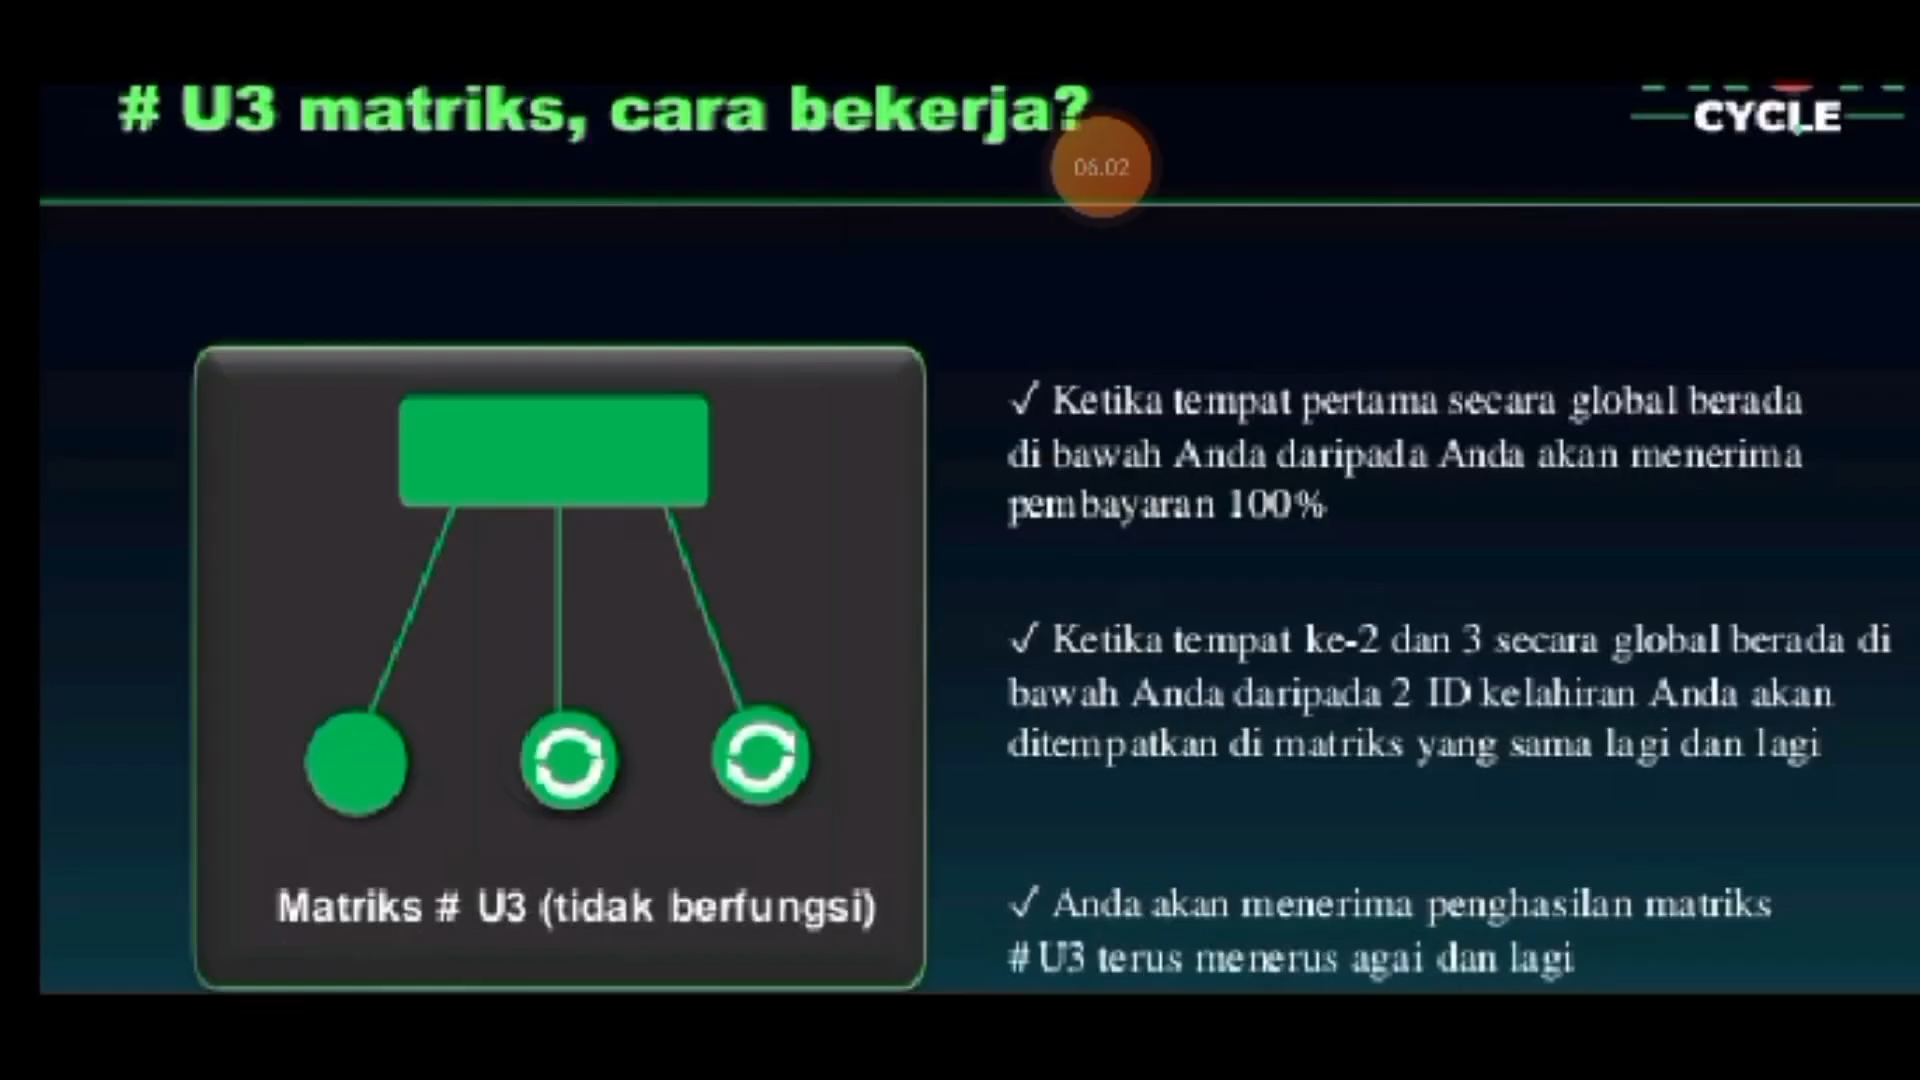 # U3 matriks, cara bekerja?
CYCLE
06.02
✓ Ketika tempat pertama secara global berada
di bawah Anda daripada Anda akan menerima
pembayaran 100%
✓ Ketika tempat ke-2 dan 3 secara global berada di
bawah Anda daripada 2 ID kelahiran Anda akan
ditempatkan di matriks yang sama lagi dan lagi
✓ Anda akan menerima penghasilan matriks
#U3 terus menerus agai dan lagi
Matriks # U3 (tidak berfungsi)